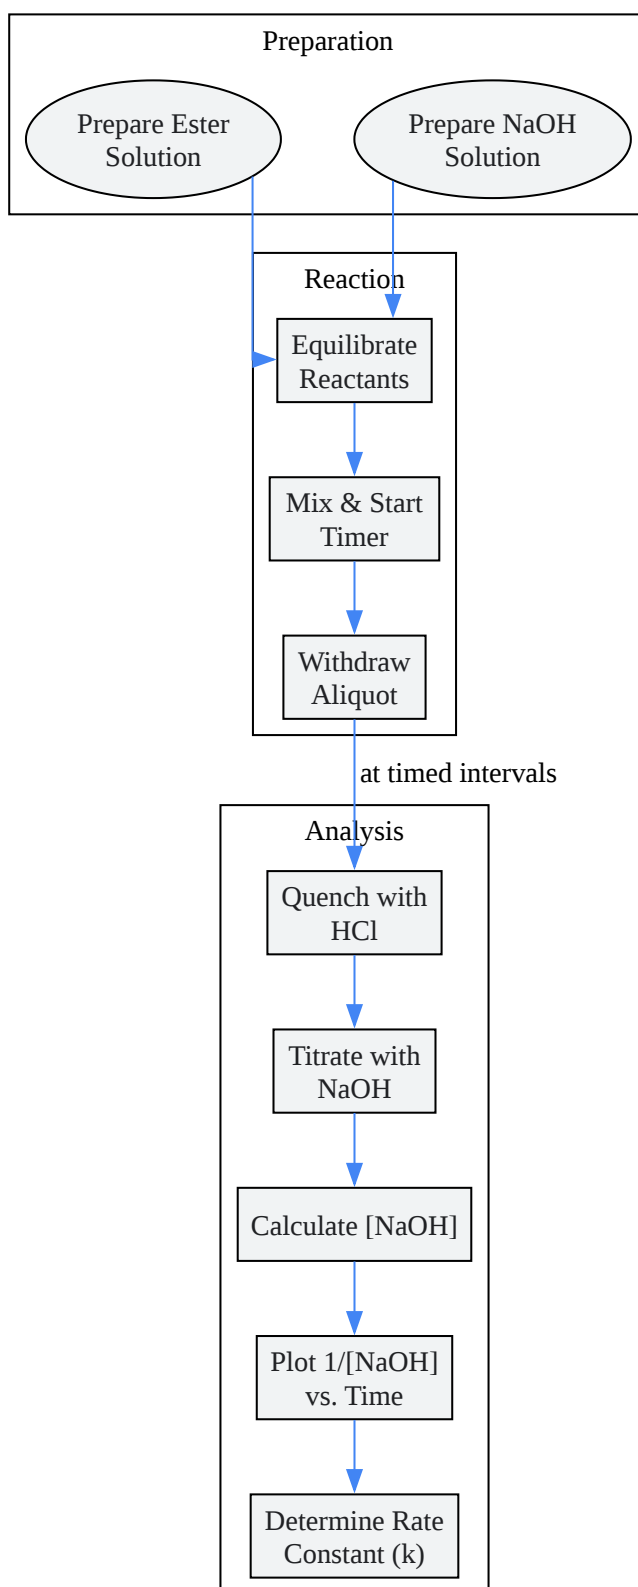 Preparation
Prepare Ester
Solution
Prepare NaOH
Solution
Reaction
Equilibrate
Reactants
Mix & Start
Timer
Withdraw
Aliquot
at timed intervals
Analysis
Quench with
HCl
Titrate with
NaOH
Calculate [NaOH]
Plot 1/[NaOH]
vs. Time
Determine Rate
Constant (k)